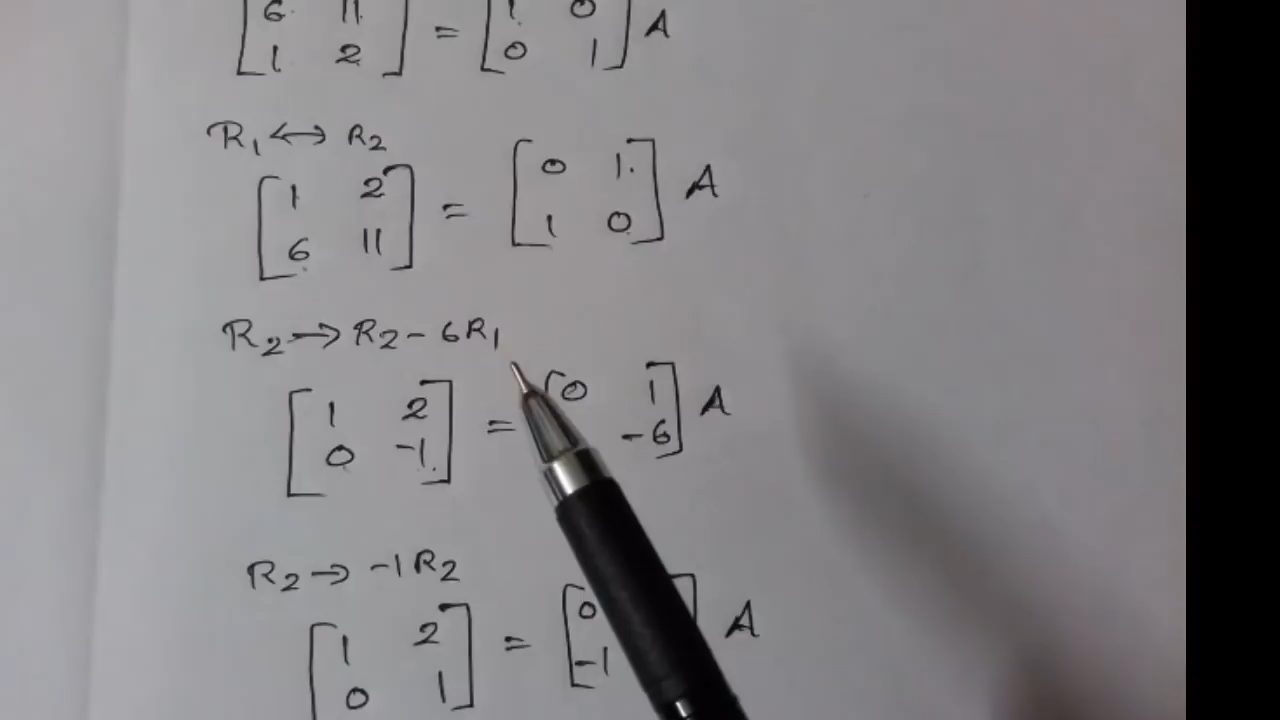 6 11 1 0
1 2 = 0 1 A
R1 ↔ R2
1 2 0 1
6 11 = 1 0 A
R2 → R2 - 6R1
1 2 0 1
0 -1 = -6 A
R2 → -1R2
1 2 0
0 1 = -1 A